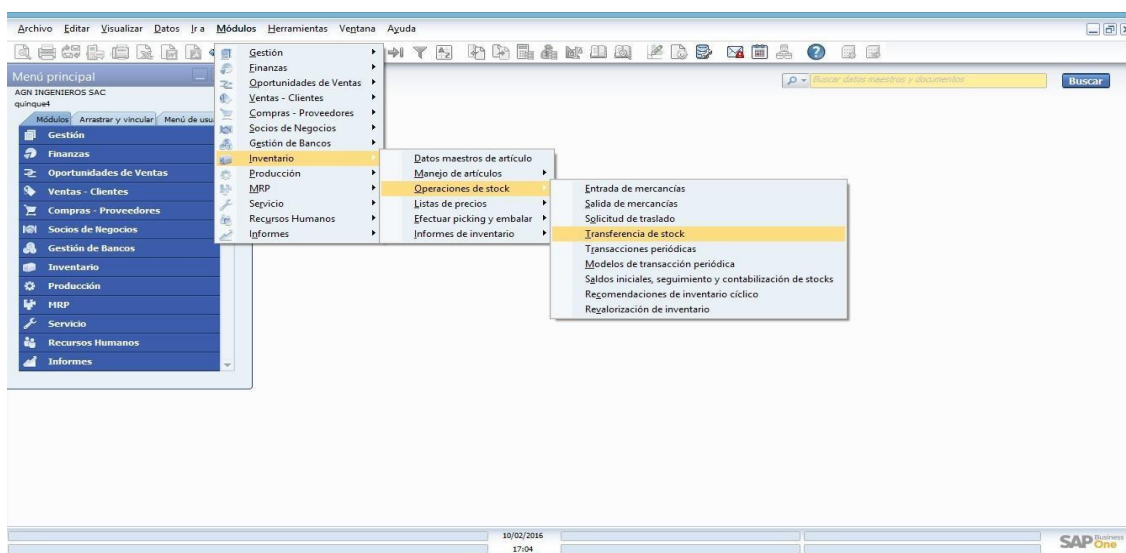 Archivo Editar Visualizar Datos Ir a Módulos Herramientas Ventana Ayuda
Menú principal
AGN INGENIEROS SAC
quinque4
Módulos Arrastrar y vincular Menú de usu
Gestión
Finanzas
Oportunidades de Ventas
Ventas - Clientes
Compras - Proveedores
Socios de Negocios
Gestión de Bancos
Inventario
Producción
MRP
Servicio
Recursos Humanos
Informes
Gestión
Finanzas
Oportunidades de Ventas
Ventas - Clientes
Compras - Proveedores
Socios de Negocios
Gestión de Bancos
Inventario
Producción
MRP
Servicio
Recursos Humanos
Informes
Datos maestros de artículo
Manejo de artículos
Operaciones de stock
Listas de precios
Efectuar picking y embalar
Informes de inventario
Entrada de mercancías
Salida de mercancías
Solicitud de traslado
Transferencia de stock
Transacciones periódicas
Modelos de transacción periódica
Saldos iniciales, seguimiento y contabilización de stocks
Recomendaciones de inventario cíclico
Revalorización de inventario
Buscar datos maestros y documentos
Buscar
10/02/2016
17:04
SAP Business One